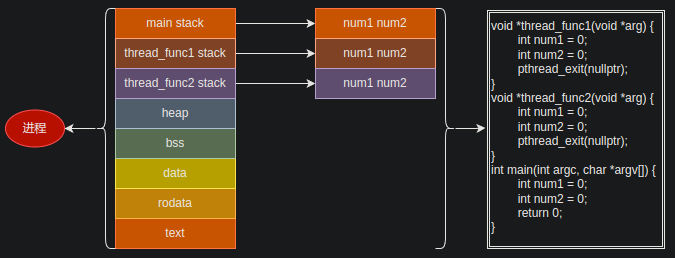 进程
main stack
thread_func1 stack
thread_func2 stack
heap
bss
data
rodata
text
num1 num2
num1 num2
num1 num2
void *thread_func1(void *arg) {
int num1 = 0;
int num2 = 0;
pthread_exit(nullptr);
}
void *thread_func2(void *arg) {
int num1 = 0;
int num2 = 0;
pthread_exit(nullptr);
}
int main(int argc, char *argv[]) {
int num1 = 0;
int num2 = 0;
return 0;
}